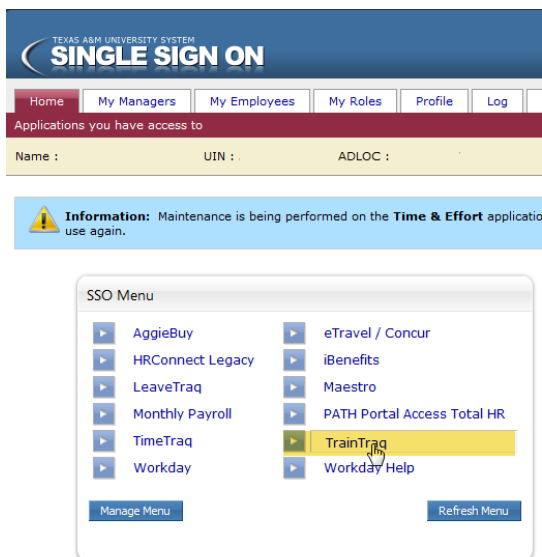 TEXAS A&M UNIVERSITY SYSTEM
SINGLE SIGN ON
Home My Managers My Employees My Roles Profile Log
Applications you have access to
Name : UIN : ADLOC :
Information: Maintenance is being performed on the Time & Effort applicatio
use again.
SSO Menu
AggieBuy eTravel / Concur
HRConnect Legacy iBenefits
LeaveTraq Maestro
Monthly Payroll PATH Portal Access Total HR
TimeTraq TrainTraq
Workday Workday Help
Manage Menu Refresh Menu